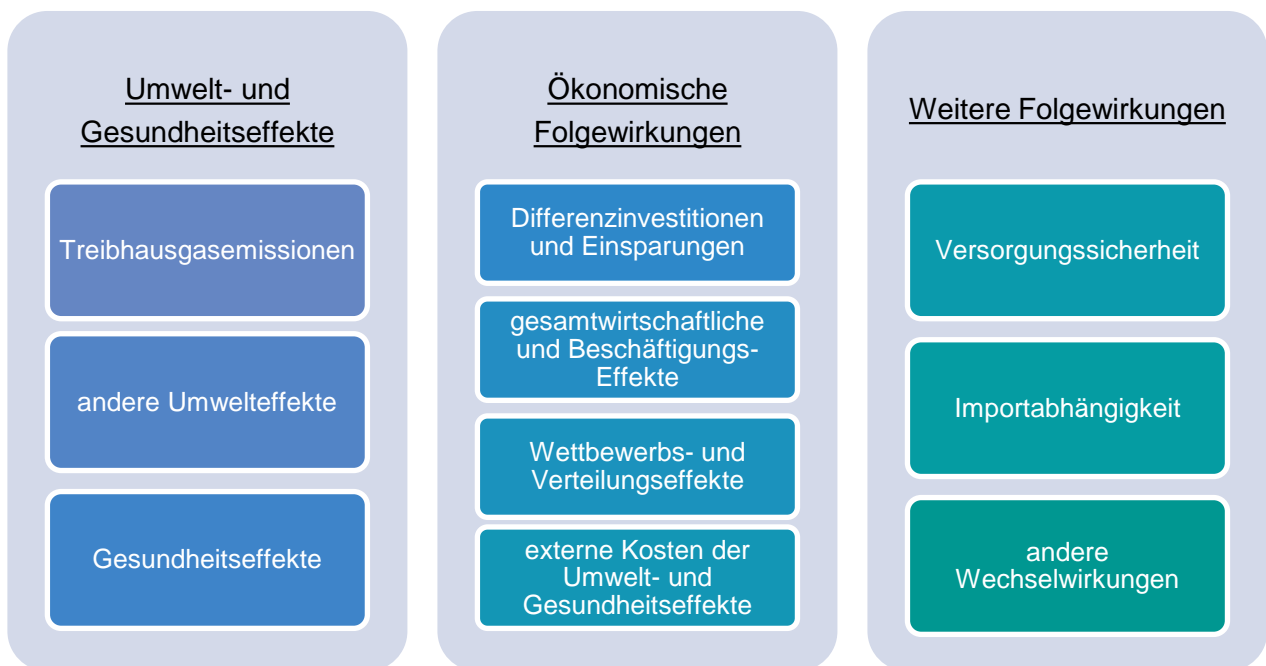 Umwelt- und
Gesundheitseffekte
Treibhausgasemissionen
andere Umwelteffekte
Gesundheitseffekte
Ökonomische
Folgewirkungen
Differenzinvestitionen
und Einsparungen
gesamtwirtschaftliche
und Beschäftigungs-
Effekte
Wettbewerbs- und
Verteilungseffekte
externe Kosten der
Umwelt- und
Gesundheitseffekte
Weitere Folgewirkungen
Versorgungssicherheit
Importabhängigkeit
andere
Wechselwirkungen